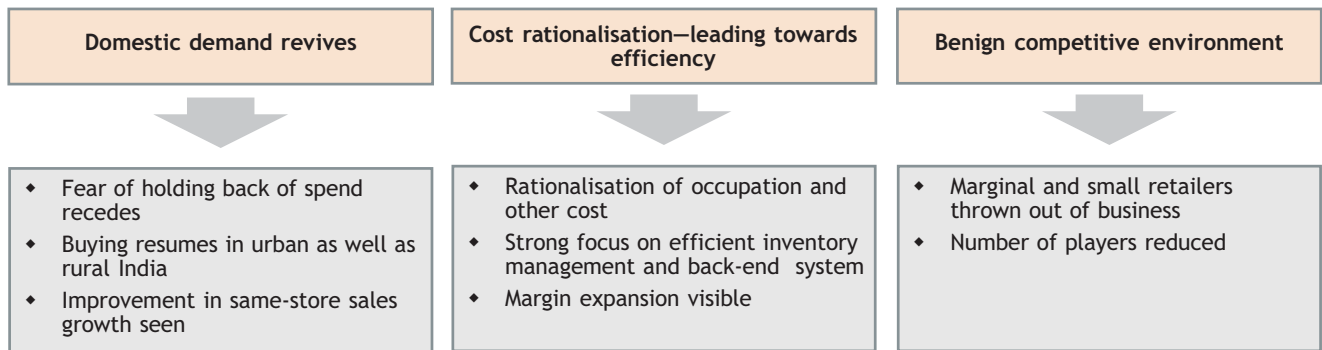 Domestic demand revives
Cost rationalisation—leading towards
efficiency
Benign competitive environment
◆ Fear of holding back of spend
recedes
◆ Buying resumes in urban as well as
rural India
◆ Improvement in same-store sales
growth seen
◆ Rationalisation of occupation and
other cost
◆ Strong focus on efficient inventory
management and back-end system
◆ Margin expansion visible
◆ Marginal and small retailers
thrown out of business
◆ Number of players reduced